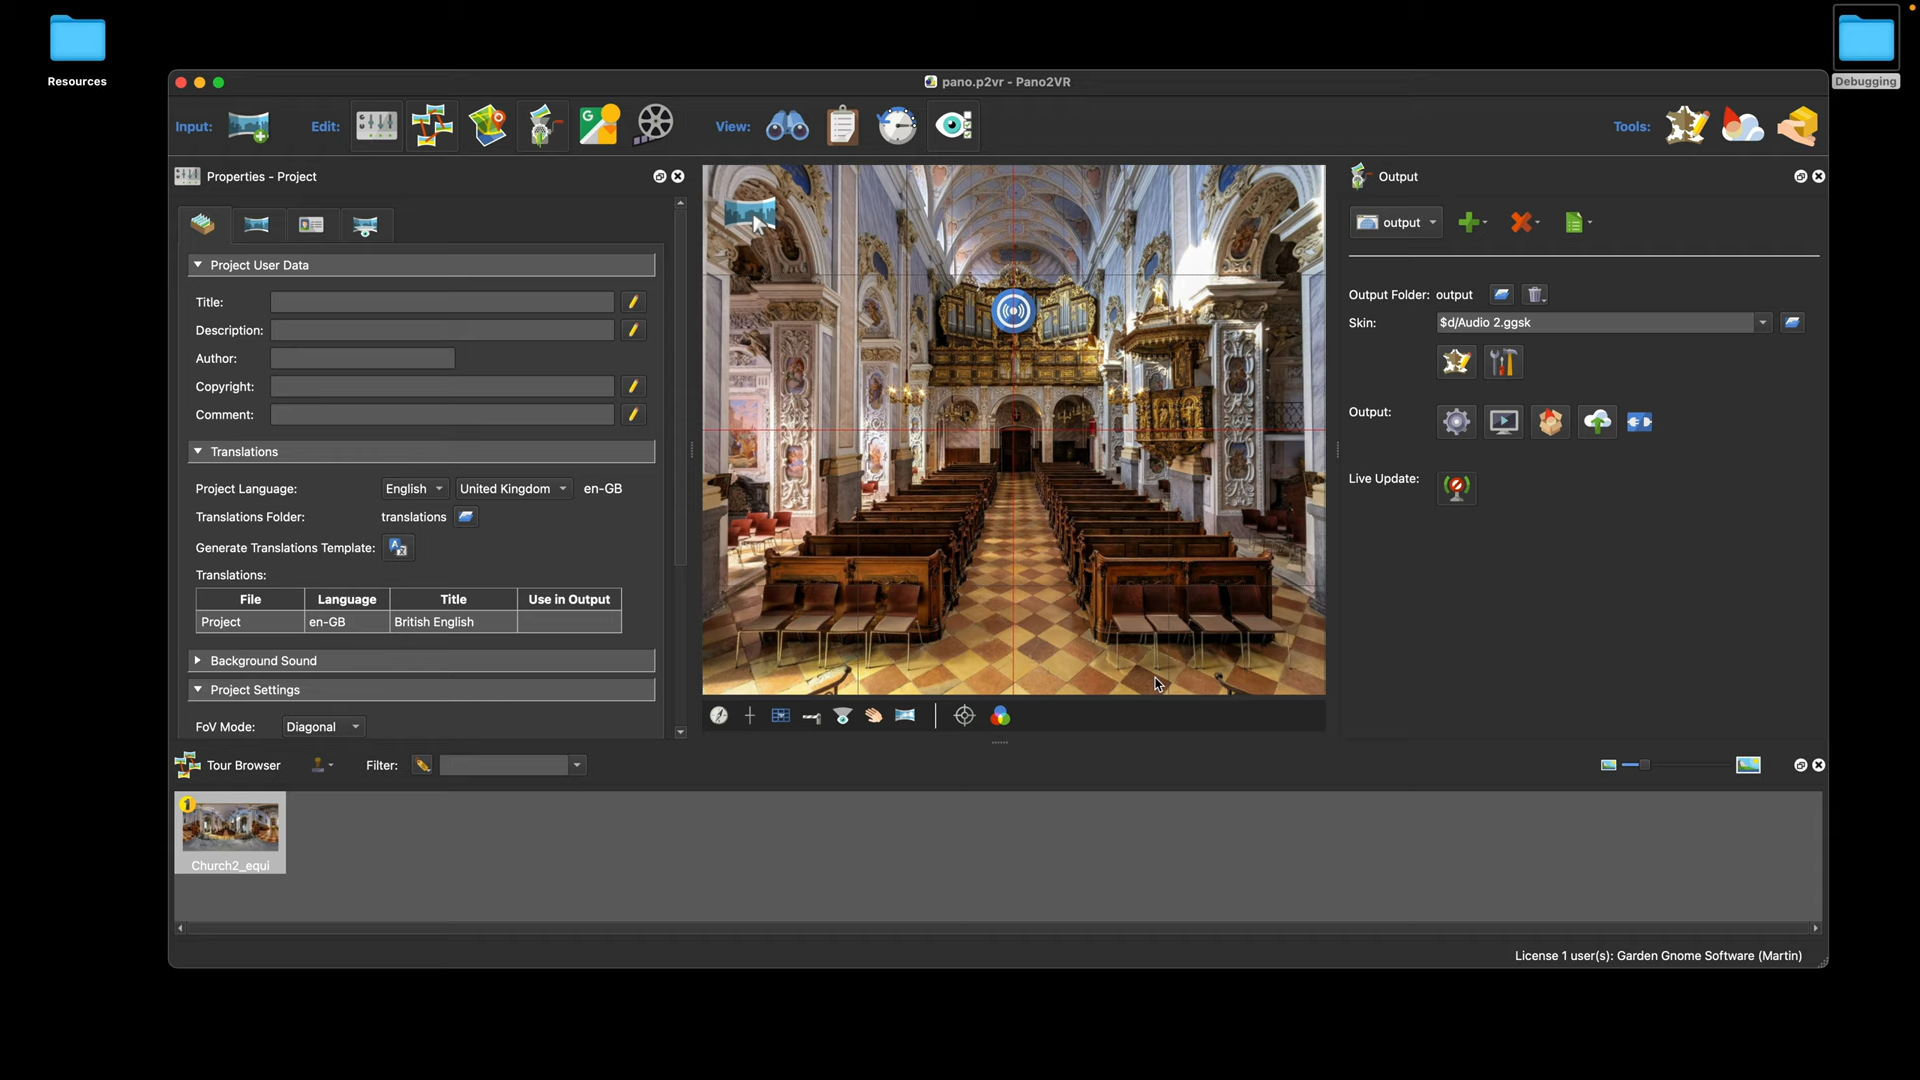 Resources
Debugging
pano.p2vr - Pano2VR
Input:
Edit:
View:
Tools:
Properties - Project
Output
output
Project User Data
Title:
Description:
Author:
Copyright:
Comment:
Output Folder: output
Skin: $d/Audio 2.ggsk
Output:
Live Update:
Translations
Project Language: English United Kingdom en-GB
Translations Folder: translations
Generate Translations Template:
Translations:
File Language Title Use in Output
Project en-GB British English
Background Sound
Project Settings
FoV Mode: Diagonal
Tour Browser
Filter:
1
Church2_equi
License 1 user(s): Garden Gnome Software (Martin)